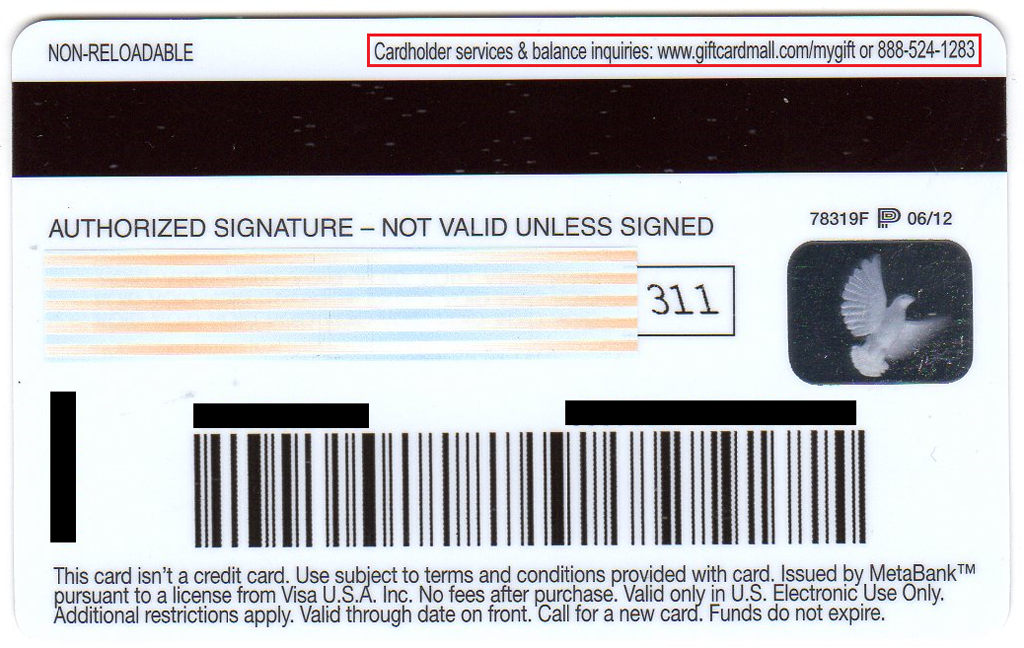 NON-RELOADABLE
Cardholder services & balance inquiries: www.giftcardmall.com/mygift or 888-524-1283
AUTHORIZED SIGNATURE – NOT VALID UNLESS SIGNED
78319F 06/12
311
This card isn't a credit card. Use subject to terms and conditions provided with card. Issued by MetaBank™
pursuant to a license from Visa U.S.A. Inc. No fees after purchase. Valid only in U.S. Electronic Use Only.
Additional restrictions apply. Valid through date on front. Call for a new card. Funds do not expire.